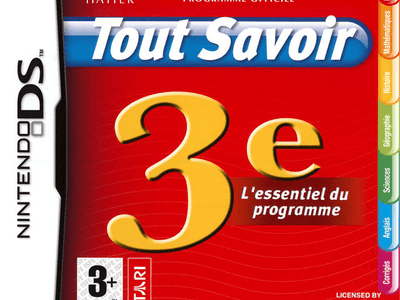 HATIER
PROGRAMME OFFICIEL
Tout Savoir
3e
L'essentiel du
programme
NINTENDO DS
Mathématiques
Histoire
Géographie
Sciences
Anglais
Corrigés
3+
ATARI
LICENSED BY